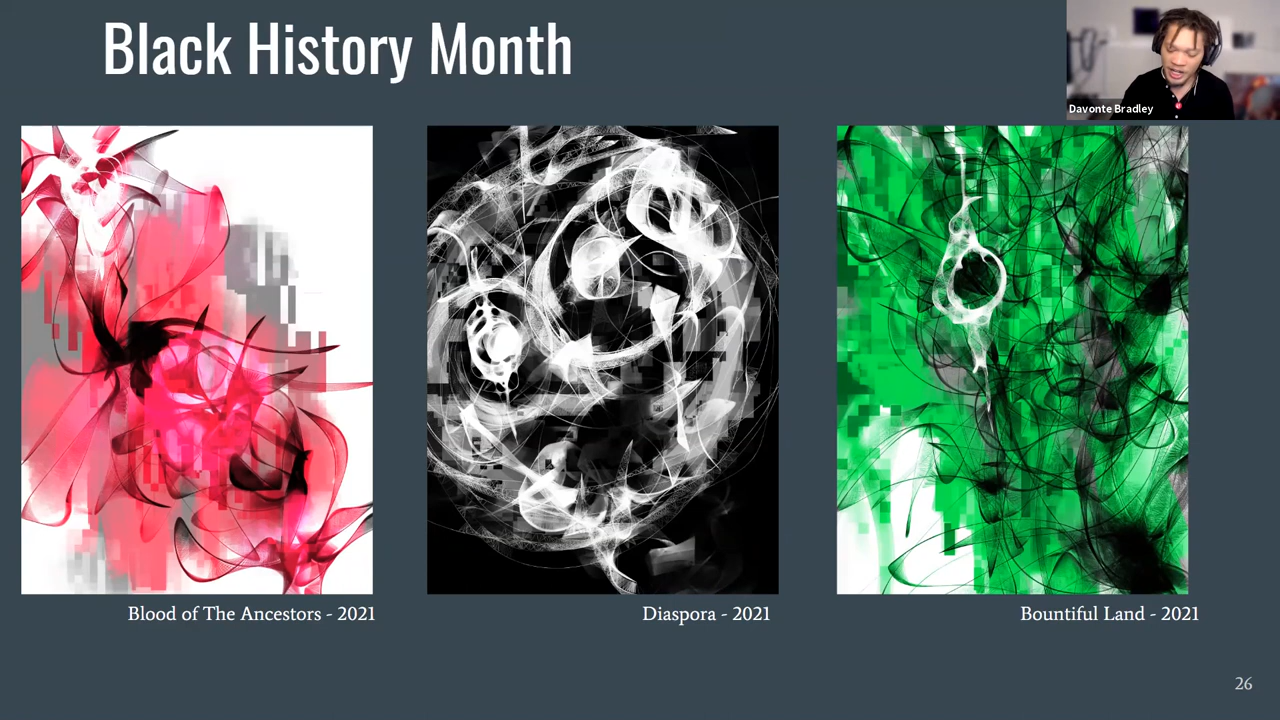 Black History Month
Davonte Bradley
Blood of The Ancestors - 2021
Diaspora - 2021
Bountiful Land - 2021
26